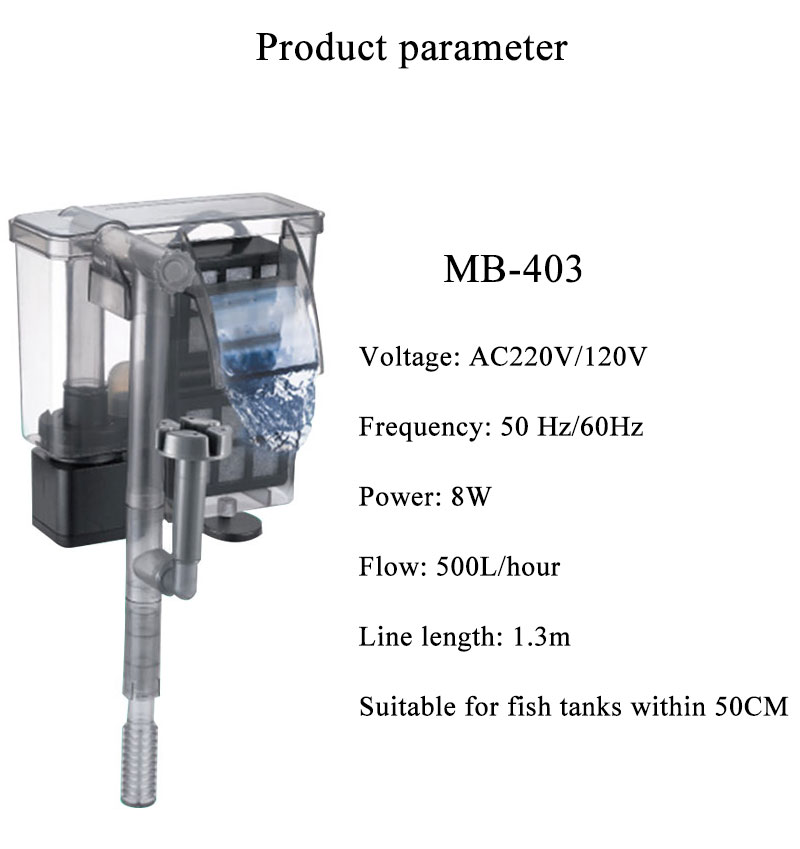 Product parameter
MB-403
Voltage: AC220V/120V
Frequency: 50 Hz/60Hz
Power: 8W
Flow: 500L/hour
Line length: 1.3m
Suitable for fish tanks within 50CM